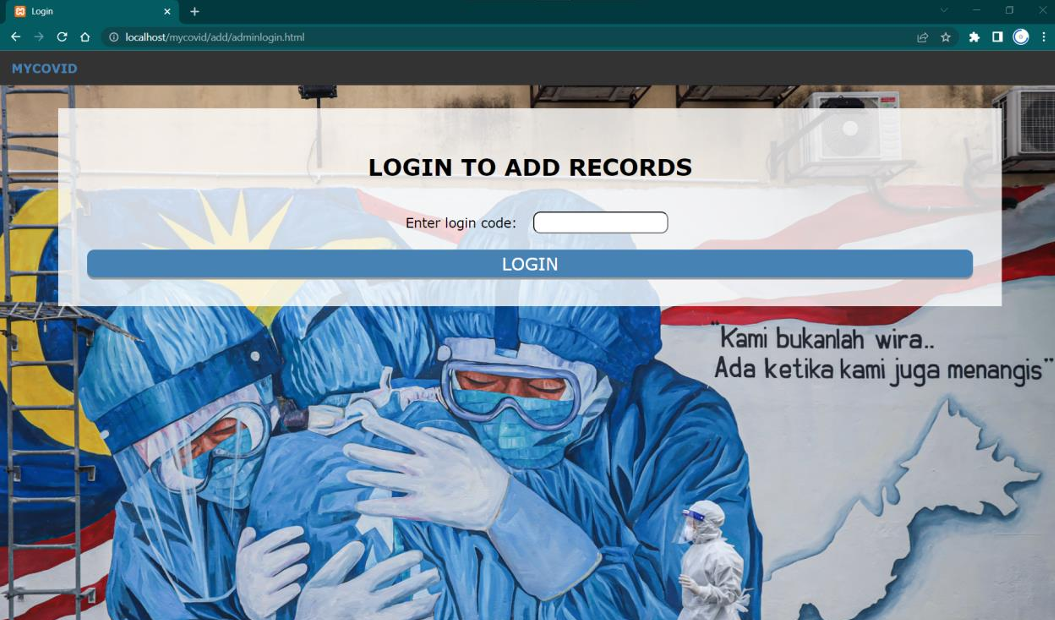 Login
localhost/mycovid/add/adminlogin.html
MYCOVID
LOGIN TO ADD RECORDS
Enter login code:
LOGIN
"Kami bukanlah wira..
Ada ketika kami juga menangis"